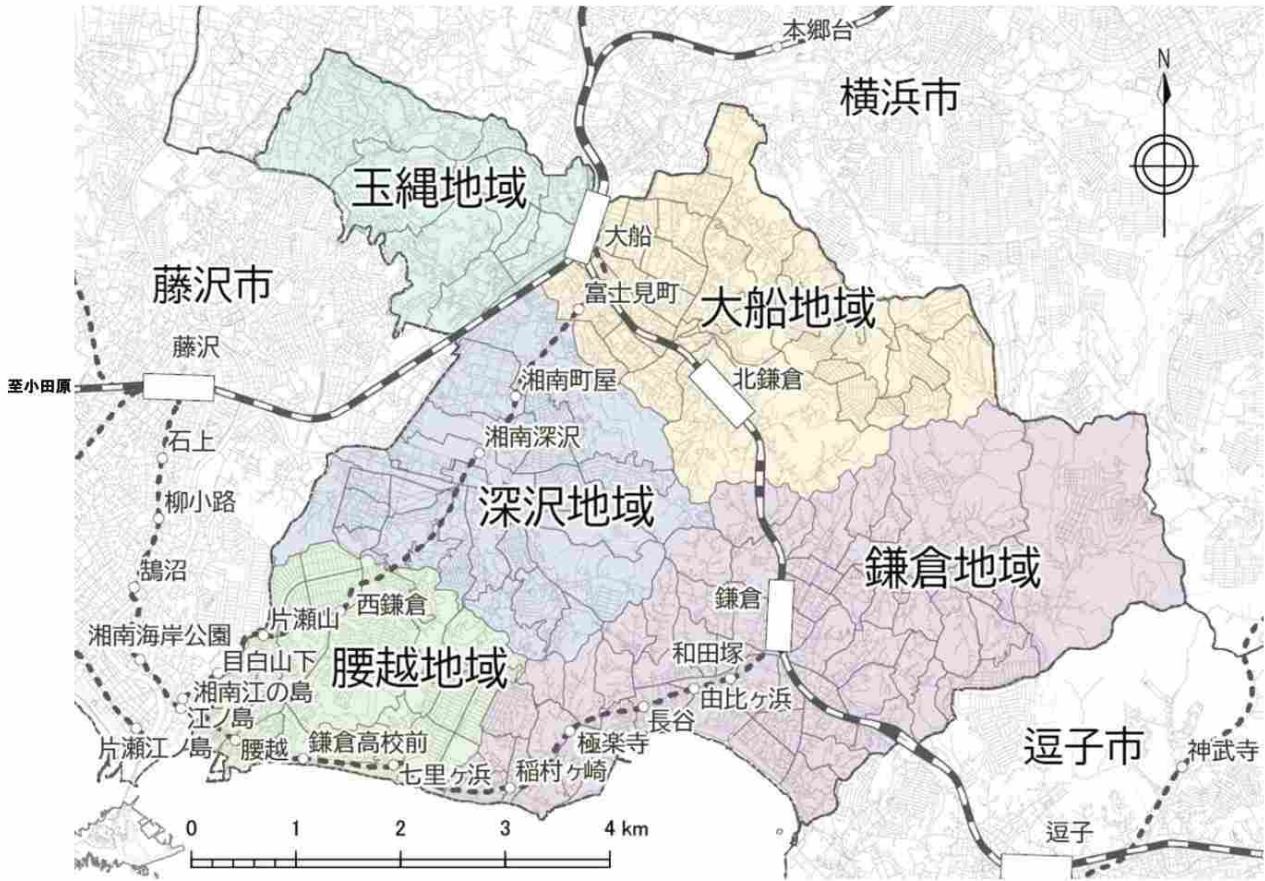 本郷台
N
横浜市
玉縄地域
大船
藤沢市
富士見町
大船地域
藤沢
至小田原
湘南町屋
北鎌倉
石上
湘南深沢
柳小路
深沢地域
鎌倉地域
鵠沼
西鎌倉
鎌倉
片瀬山
湘南海岸公園
和田塚
目白山下
腰越地域
湘南江の島
由比ヶ浜
江ノ島
長谷
片瀬江ノ島
腰越
鎌倉高校前
極楽寺
逗子市
神武寺
七里ヶ浜
稲村ヶ崎
0 1 2 3 4 km
逗子